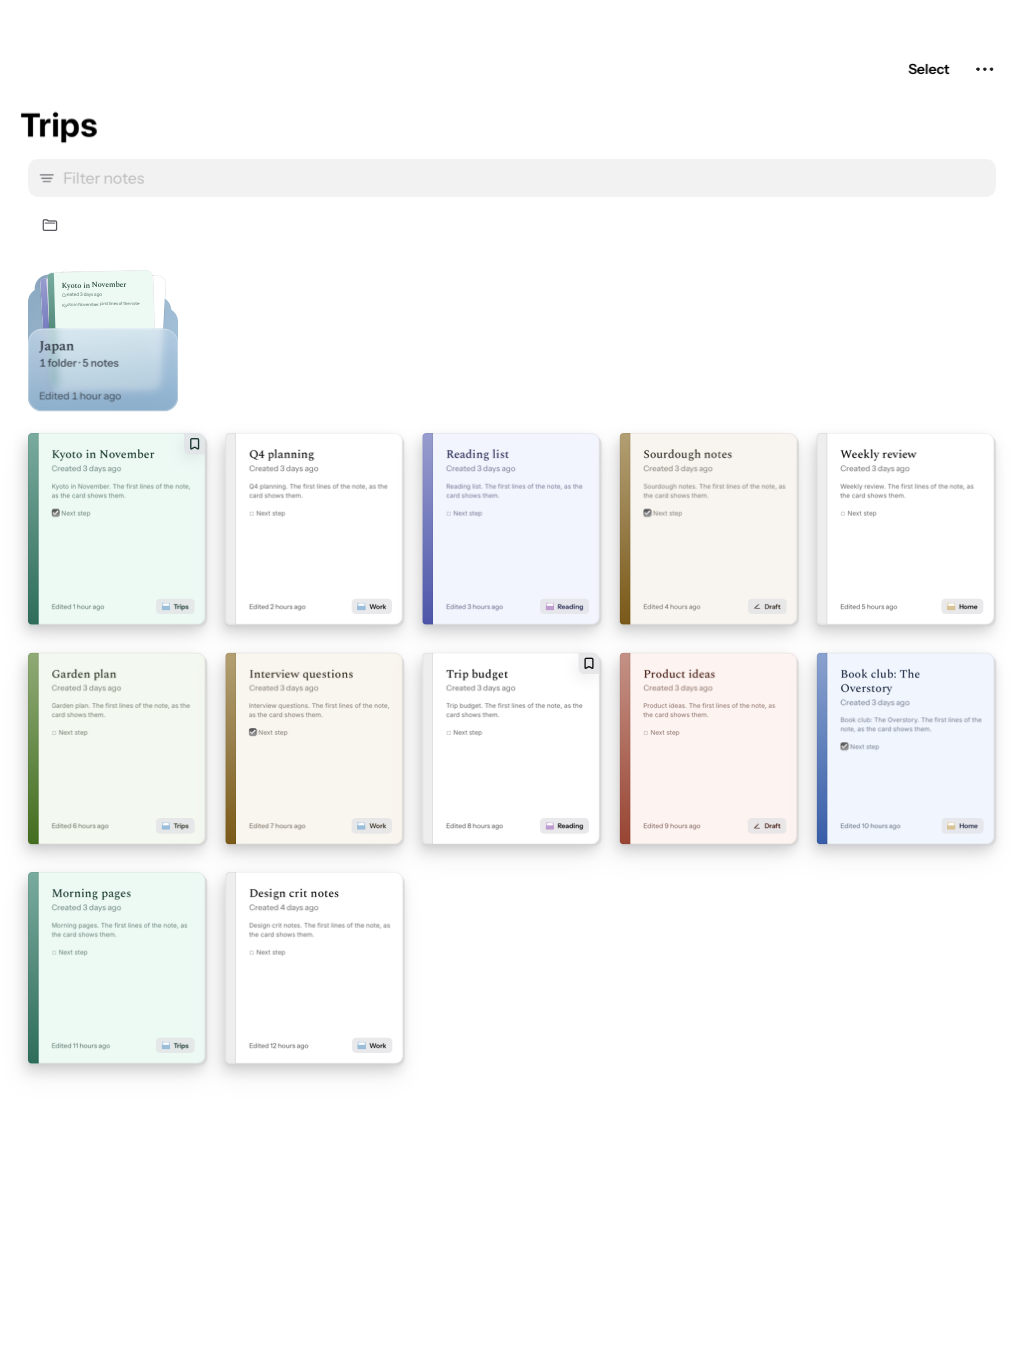 Select
Trips
Filter notes
Kyoto in November
Created 3 days ago
Kyoto in November first lines of the note
Japan
1 folder · 5 notes
Edited 1 hour ago
Kyoto in November
Created 3 days ago
Kyoto in November. The first lines of the note,
as the card shows them.
Next step
Edited 1 hour ago
Trips
Q4 planning
Created 3 days ago
Q4 planning. The first lines of the note, as the
card shows them.
Next step
Edited 2 hours ago
Work
Reading list
Created 3 days ago
Reading list. The first lines of the note, as the
card shows them.
Next step
Edited 3 hours ago
Reading
Sourdough notes
Created 3 days ago
Sourdough notes. The first lines of the note, as
the card shows them.
Next step
Edited 4 hours ago
Draft
Weekly review
Created 3 days ago
Weekly review. The first lines of the note, as
the card shows them.
Next step
Edited 5 hours ago
Home
Garden plan
Created 3 days ago
Garden plan. The first lines of the note, as the
card shows them.
Next step
Edited 6 hours ago
Trips
Interview questions
Created 3 days ago
Interview questions. The first lines of the note,
as the card shows them.
Next step
Edited 7 hours ago
Work
Trip budget
Created 3 days ago
Trip budget. The first lines of the note, as the
card shows them.
Next step
Edited 8 hours ago
Reading
Product ideas
Created 3 days ago
Product ideas. The first lines of the note, as
the card shows them.
Next step
Edited 9 hours ago
Draft
Book club: The
Overstory
Created 3 days ago
Book club: The Overstory. The first lines of the
note, as the card shows them.
Next step
Edited 10 hours ago
Home
Morning pages
Created 3 days ago
Morning pages. The first lines of the note, as
the card shows them.
Next step
Edited 11 hours ago
Trips
Design crit notes
Created 4 days ago
Design crit notes. The first lines of the note, as
the card shows them.
Next step
Edited 12 hours ago
Work